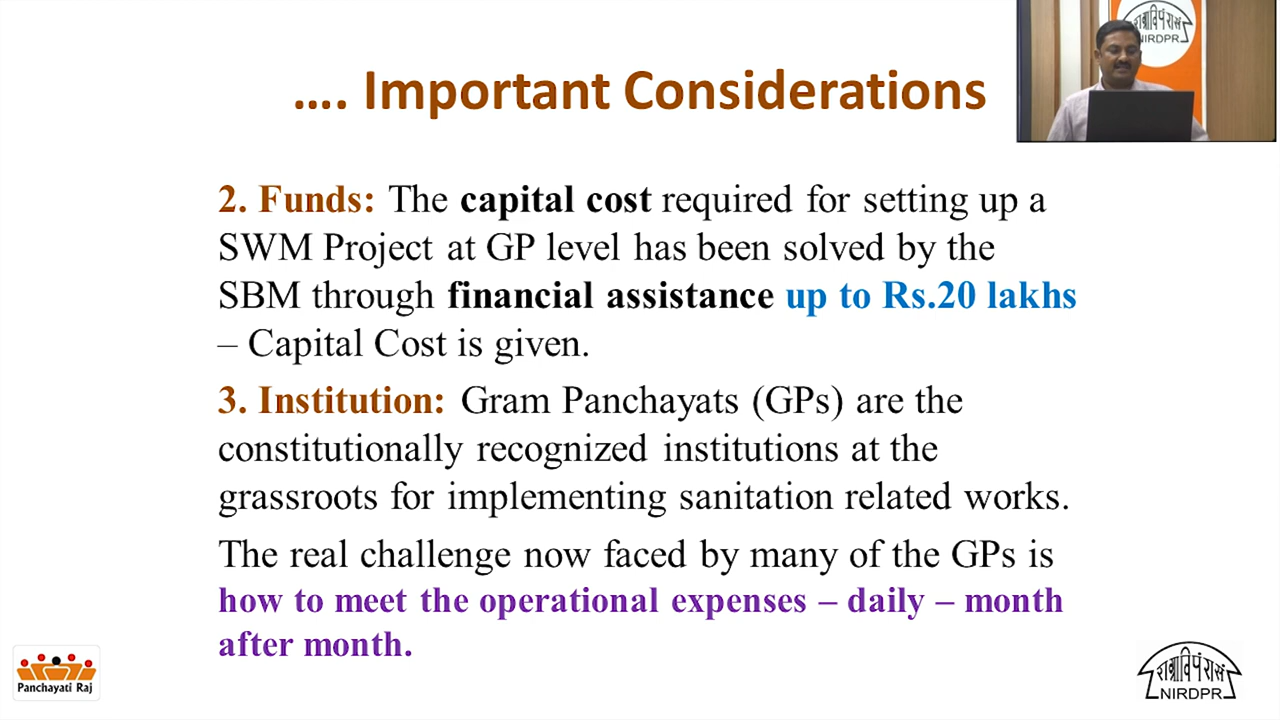 …. Important Considerations
2. Funds: The capital cost required for setting up a
SWM Project at GP level has been solved by the
SBM through financial assistance up to Rs.20 lakhs
– Capital Cost is given.
3. Institution: Gram Panchayats (GPs) are the
constitutionally recognized institutions at the
grassroots for implementing sanitation related works.
The real challenge now faced by many of the GPs is
how to meet the operational expenses – daily – month
after month.
Panchayati Raj
NIRDPR
NIRDPR